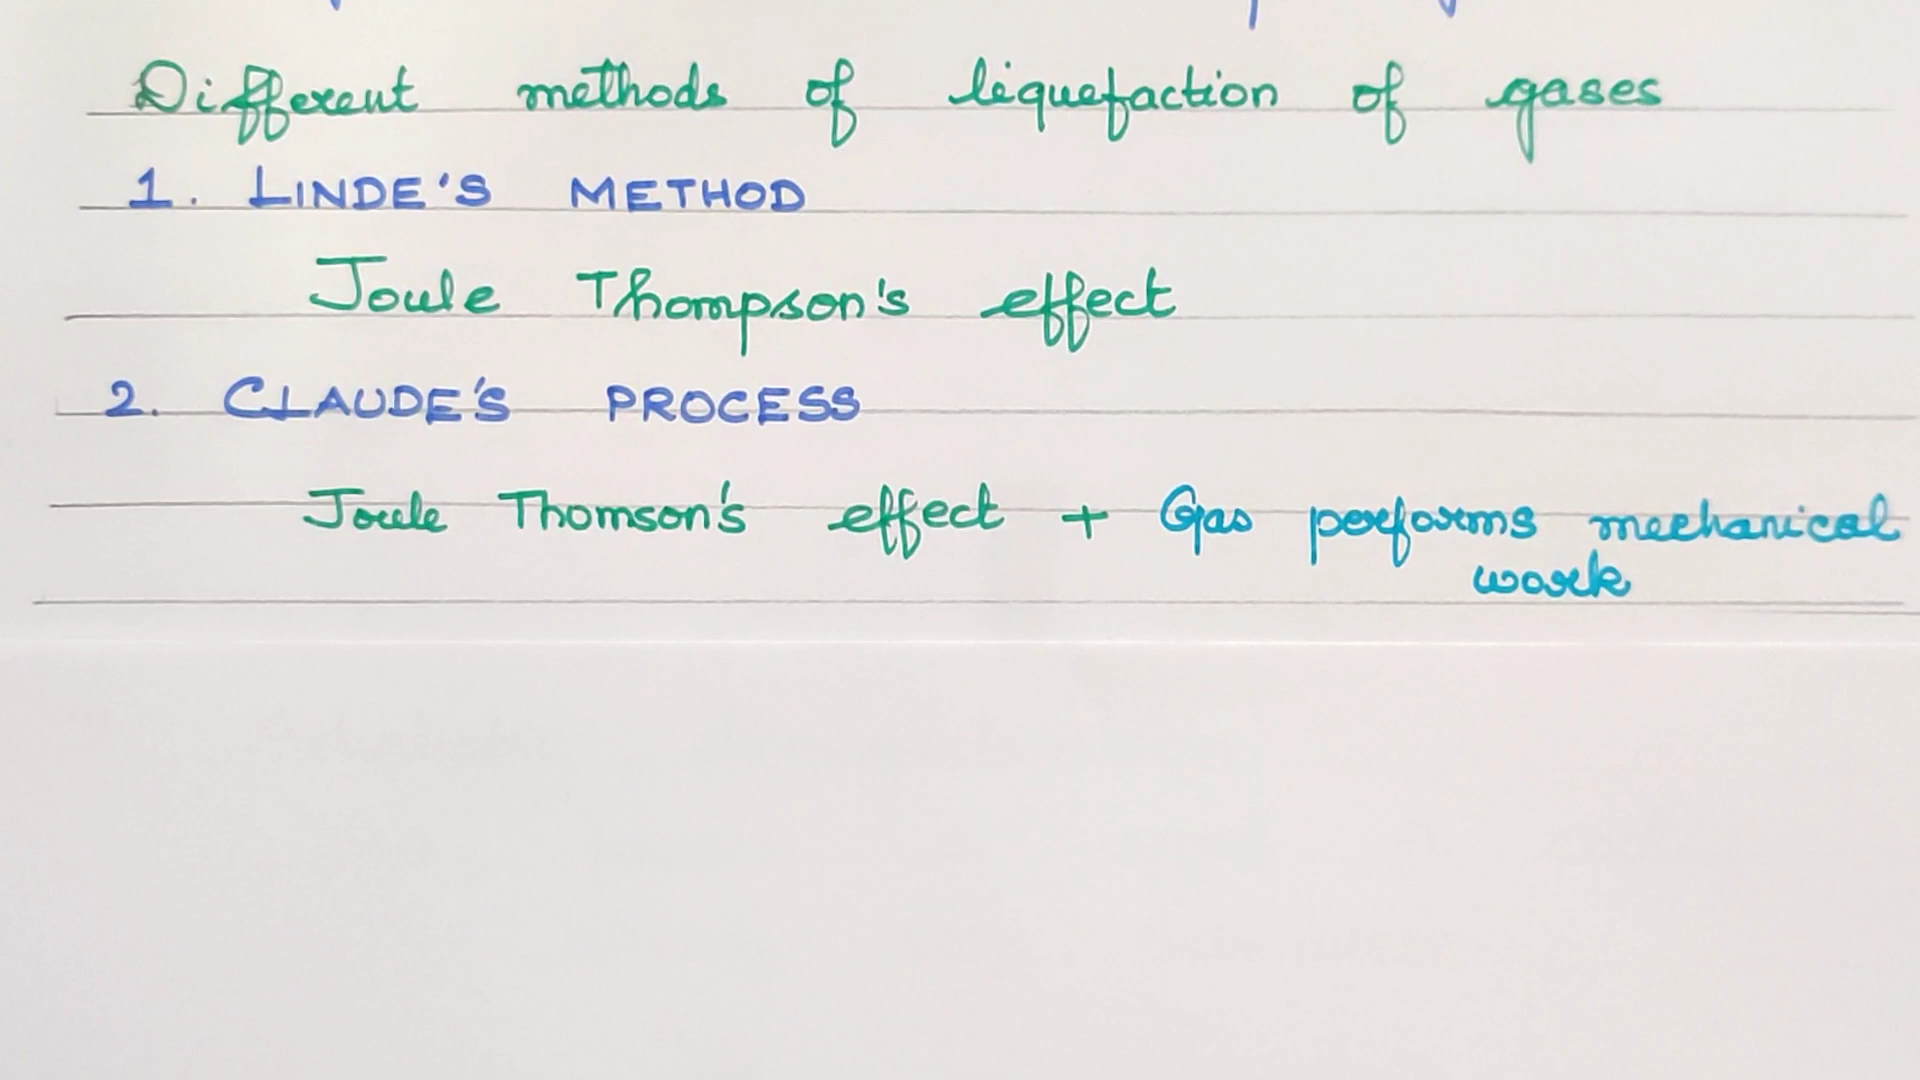 Different methods of liquefaction of gases
1. LINDE'S METHOD
Joule Thompson's effect
2. CLAUDE'S PROCESS
Joule Thomson's effect + Gas performs mechanical
work